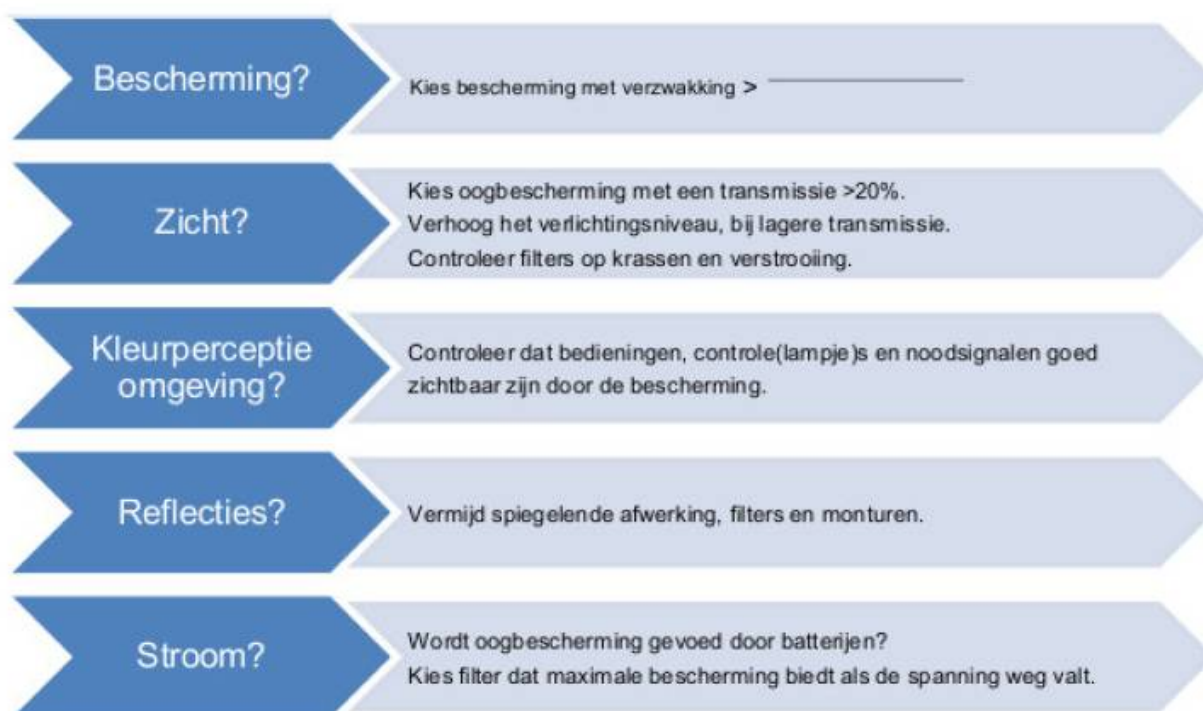 Bescherming?
Kies bescherming met verzwakking >
Zicht?
Kies oogbescherming met een transmissie >20%.
Verhoog het verlichtingsniveau, bij lagere transmissie.
Controleer filters op krassen en verstrooiing.
Kleurperceptie
omgeving?
Controleer dat bedieningen, controle(lampje)s en noodsignalen goed
zichtbaar zijn door de bescherming.
Reflecties?
Vermijd spiegelende afwerking, filters en monturen.
Stroom?
Wordt oogbescherming gevoed door batterijen?
Kies filter dat maximale bescherming biedt als de spanning weg valt.